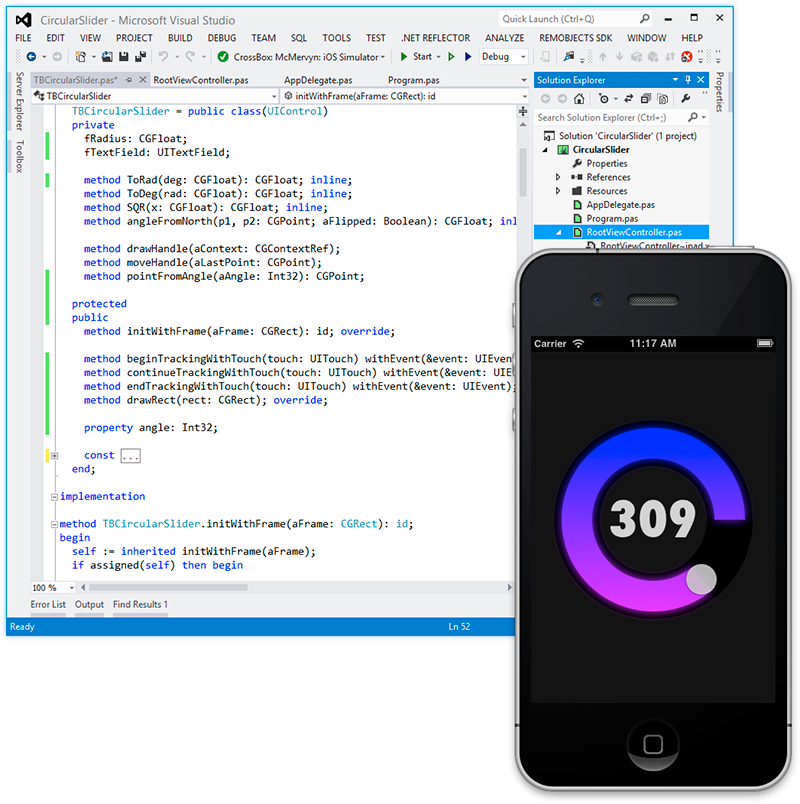 CircularSlider - Microsoft Visual Studio
Quick Launch (Ctrl+Q)
FILE EDIT VIEW PROJECT BUILD DEBUG TEAM SQL TOOLS TEST .NET REFLECTOR ANALYZE REMOBJECTS SDK WINDOW HELP
CrossBox: McMervyn: iOS Simulator Start Debug
Server Explorer
Toolbox
TBCircularSlider.pas* RootViewController.pas AppDelegate.pas Program.pas
TBCircularSlider initWithFrame(aFrame: CGRect): id
TBCircularSlider = public class(UIControl)
private
fRadius: CGFloat;
fTextField: UITextField;
method ToRad(deg: CGFloat): CGFloat; inline;
method ToDeg(rad: CGFloat): CGFloat; inline;
method SQR(x: CGFloat): CGFloat; inline;
method angleFromNorth(p1, p2: CGPoint; aFlipped: Boolean): CGFloat; inl
method drawHandle(aContext: CGContextRef);
method moveHandle(aLastPoint: CGPoint);
method pointFromAngle(aAngle: Int32): CGPoint;
protected
public
method initWithFrame(aFrame: CGRect): id; override;
method beginTrackingWithTouch(touch: UITouch) withEvent(&event: UIEven
method continueTrackingWithTouch(touch: UITouch) withEvent(&event: UIE
method endTrackingWithTouch(touch: UITouch) withEvent(&event: UIEvent);
method drawRect(rect: CGRect); override;
property angle: Int32;
const ...
end;
implementation
method TBCircularSlider.initWithFrame(aFrame: CGRect): id;
begin
self := inherited initWithFrame(aFrame);
if assigned(self) then begin
100 %
Error List Output Find Results 1
Ready Ln 52
Solution Explorer
Search Solution Explorer (Ctrl+;)
Solution 'CircularSlider' (1 project)
CircularSlider
Properties
References
Resources
AppDelegate.pas
Program.pas
RootViewController.pas
RootViewController~ipad.x
Properties
Carrier 11:17 AM
309